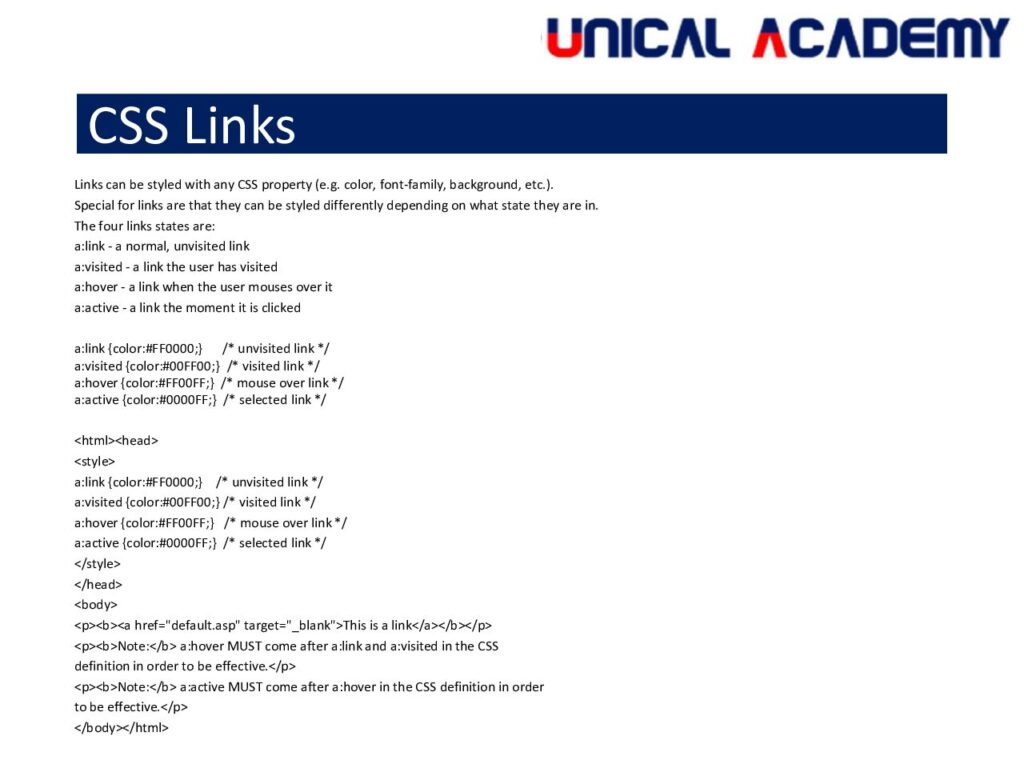 UNICAL ACADEMY
CSS Links
Links can be styled with any CSS property (e.g. color, font-family, background, etc.).
Special for links are that they can be styled differently depending on what state they are in.
The four links states are:
a:link - a normal, unvisited link
a:visited - a link the user has visited
a:hover - a link when the user mouses over it
a:active - a link the moment it is clicked
a:link {color:#FF0000;} /* unvisited link */
a:visited {color:#00FF00;} /* visited link */
a:hover {color:#FF00FF;} /* mouse over link */
a:active {color:#0000FF;} /* selected link */
<html><head>
<style>
a:link {color:#FF0000;} /* unvisited link */
a:visited {color:#00FF00;} /* visited link */
a:hover {color:#FF00FF;} /* mouse over link */
a:active {color:#0000FF;} /* selected link */
</style>
</head>
<body>
<p><b><a href="default.asp" target="_blank">This is a link</a></b></p>
<p><b>Note:</b> a:hover MUST come after a:link and a:visited in the CSS
definition in order to be effective.</p>
<p><b>Note:</b> a:active MUST come after a:hover in the CSS definition in order
to be effective.</p>
</body></html>